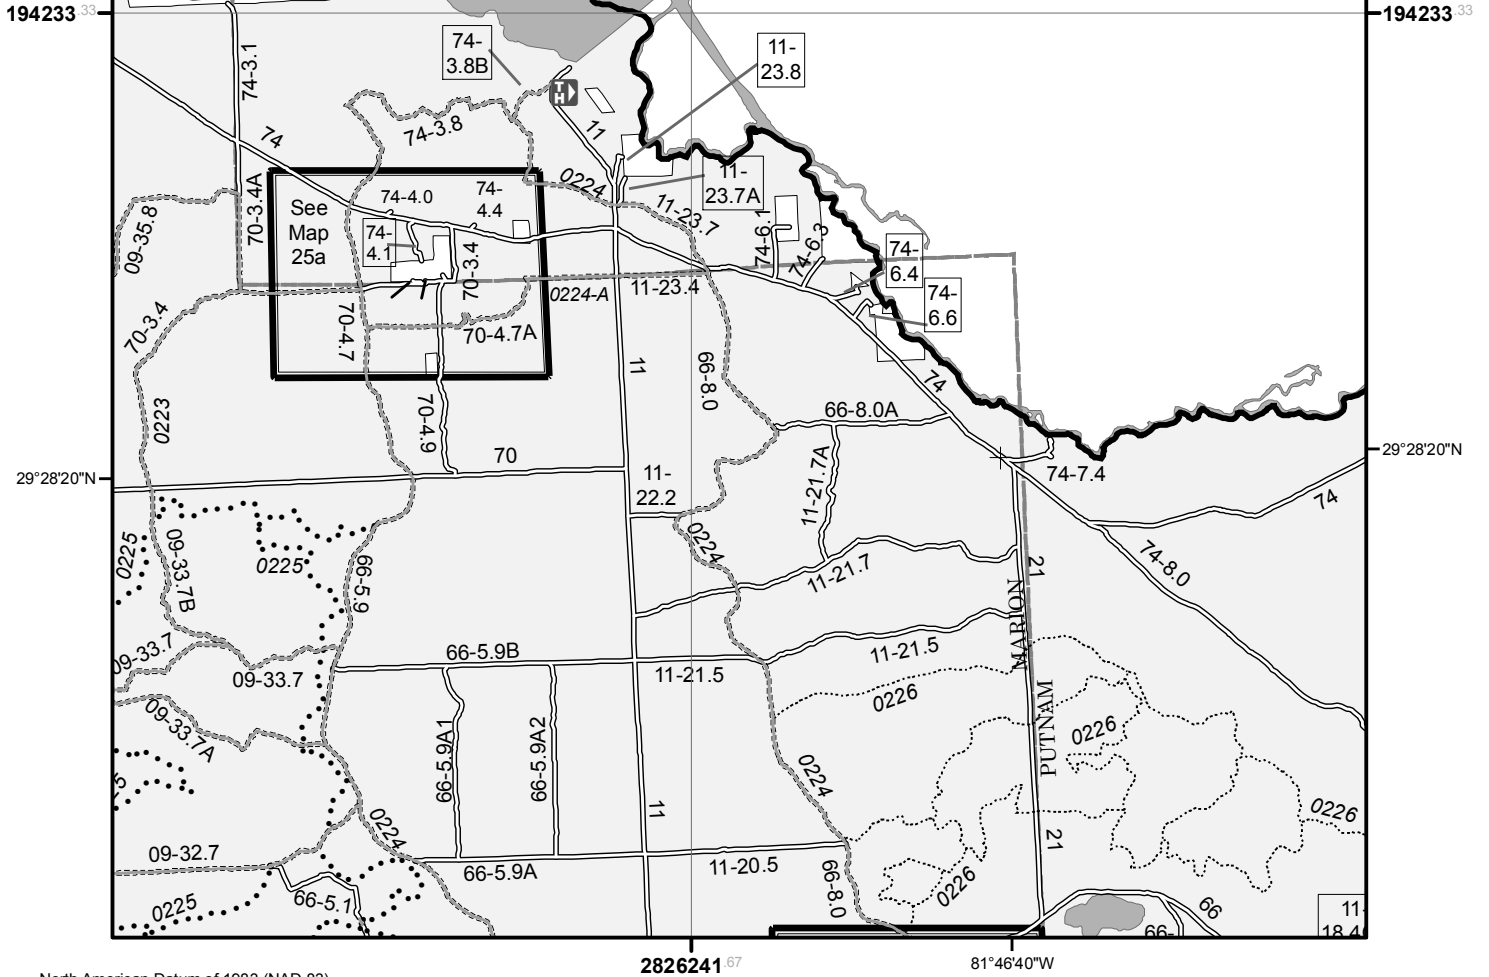 194233.33
194233.33
74-
3.8B
11-
23.8
74-3.1
T
H
74
74-3.8
11
0224
11-
23.7A
70-3.4A
09-35.8
See
Map
25a
74-4.0
74-
4.4
74-
4.1
70-3.4
11-23.7
74-6.1
74-6.3
74-
6.4
74-
6.6
0224-A
11-23.4
70-3.4
70-4.7
70-4.7A
11
66-8.0
74
0223
70-4.9
66-8.0A
70
11-
22.2
11-21.7A
74-7.4
29°28'20"N
29°28'20"N
74
0225
09-33.7B
0225
66-5.9
0224
11-21.7
21
74-8.0
MARION
09-33.7
09-33.7
66-5.9B
11-21.5
11-21.5
0226
PUTNAM
09-33.7A
66-5.9A1
66-5.9A2
0224
0226
11
0224
0226
21
09-32.7
66-5.9A
11-20.5
66-8.0
0226
0225
66-5.1
66
66-
11-
18.4
North American Datum of 1983 (NAD 83)
2826241.67
81°46'40"W